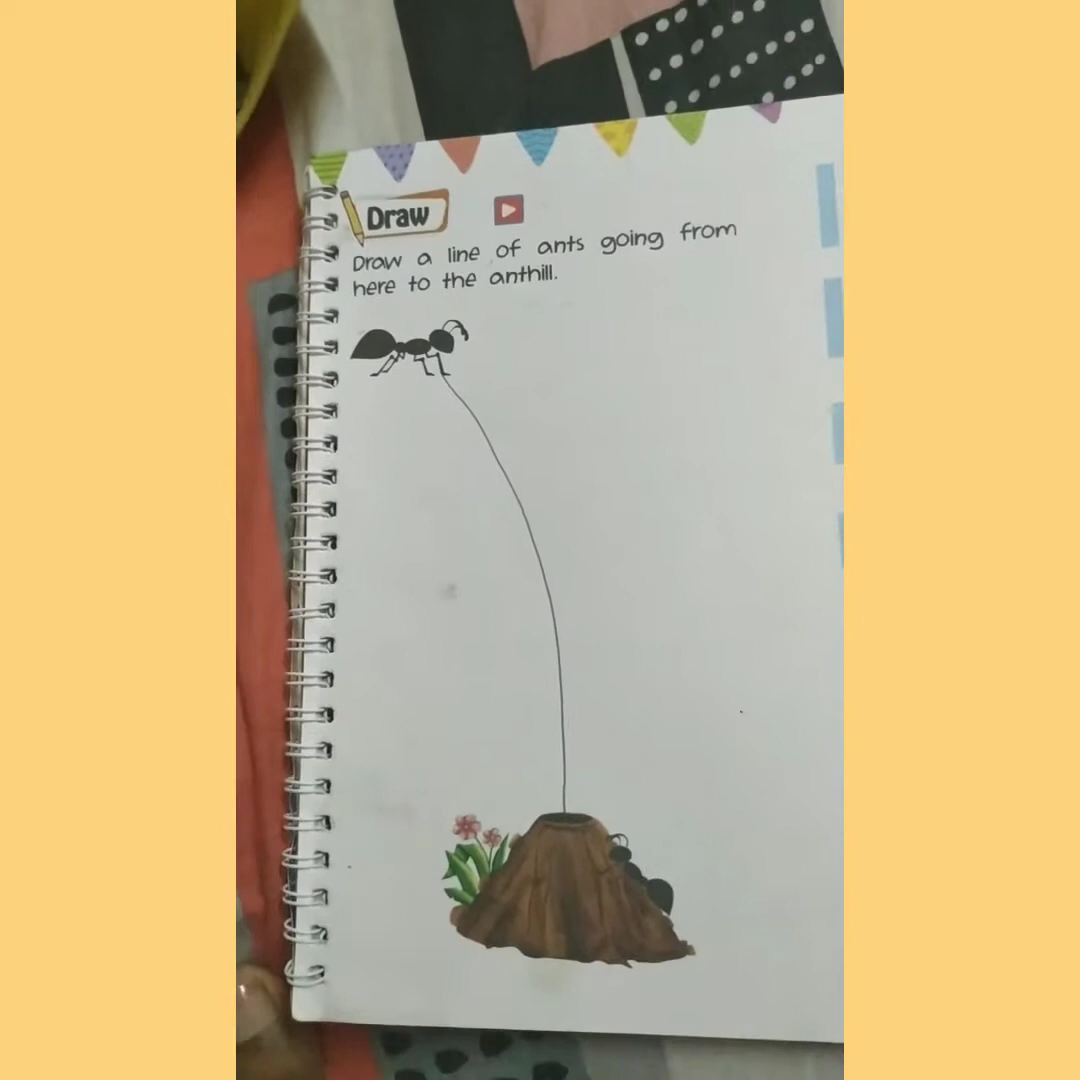 Draw
Draw a line of ants going from
here to the anthill.